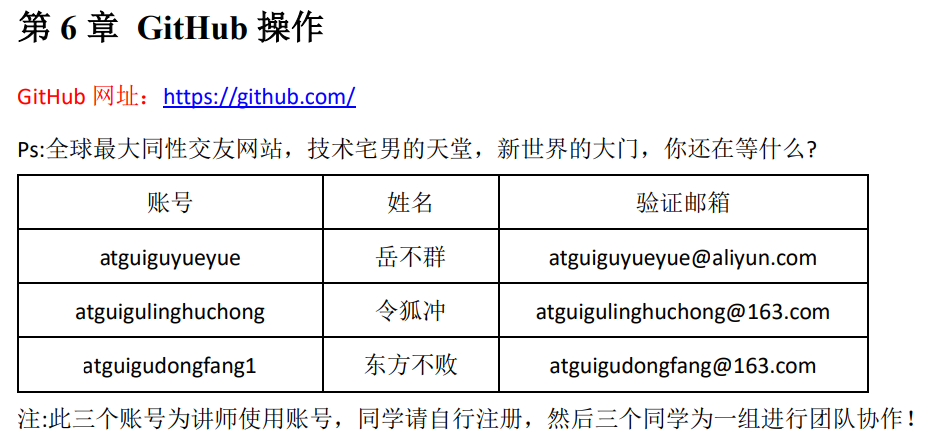 第 6 章 GitHub 操作
GitHub 网址：https://github.com/
Ps:全球最大同性交友网站，技术宅男的天堂，新世界的大门，你还在等什么?
账号 姓名 验证邮箱
atguiguyueyue 岳不群 atguiguyueyue@aliyun.com
atguigulinghuchong 令狐冲 atguigulinghuchong@163.com
atguigudongfang1 东方不败 atguigudongfang@163.com
注:此三个账号为讲师使用账号，同学请自行注册，然后三个同学为一组进行团队协作！